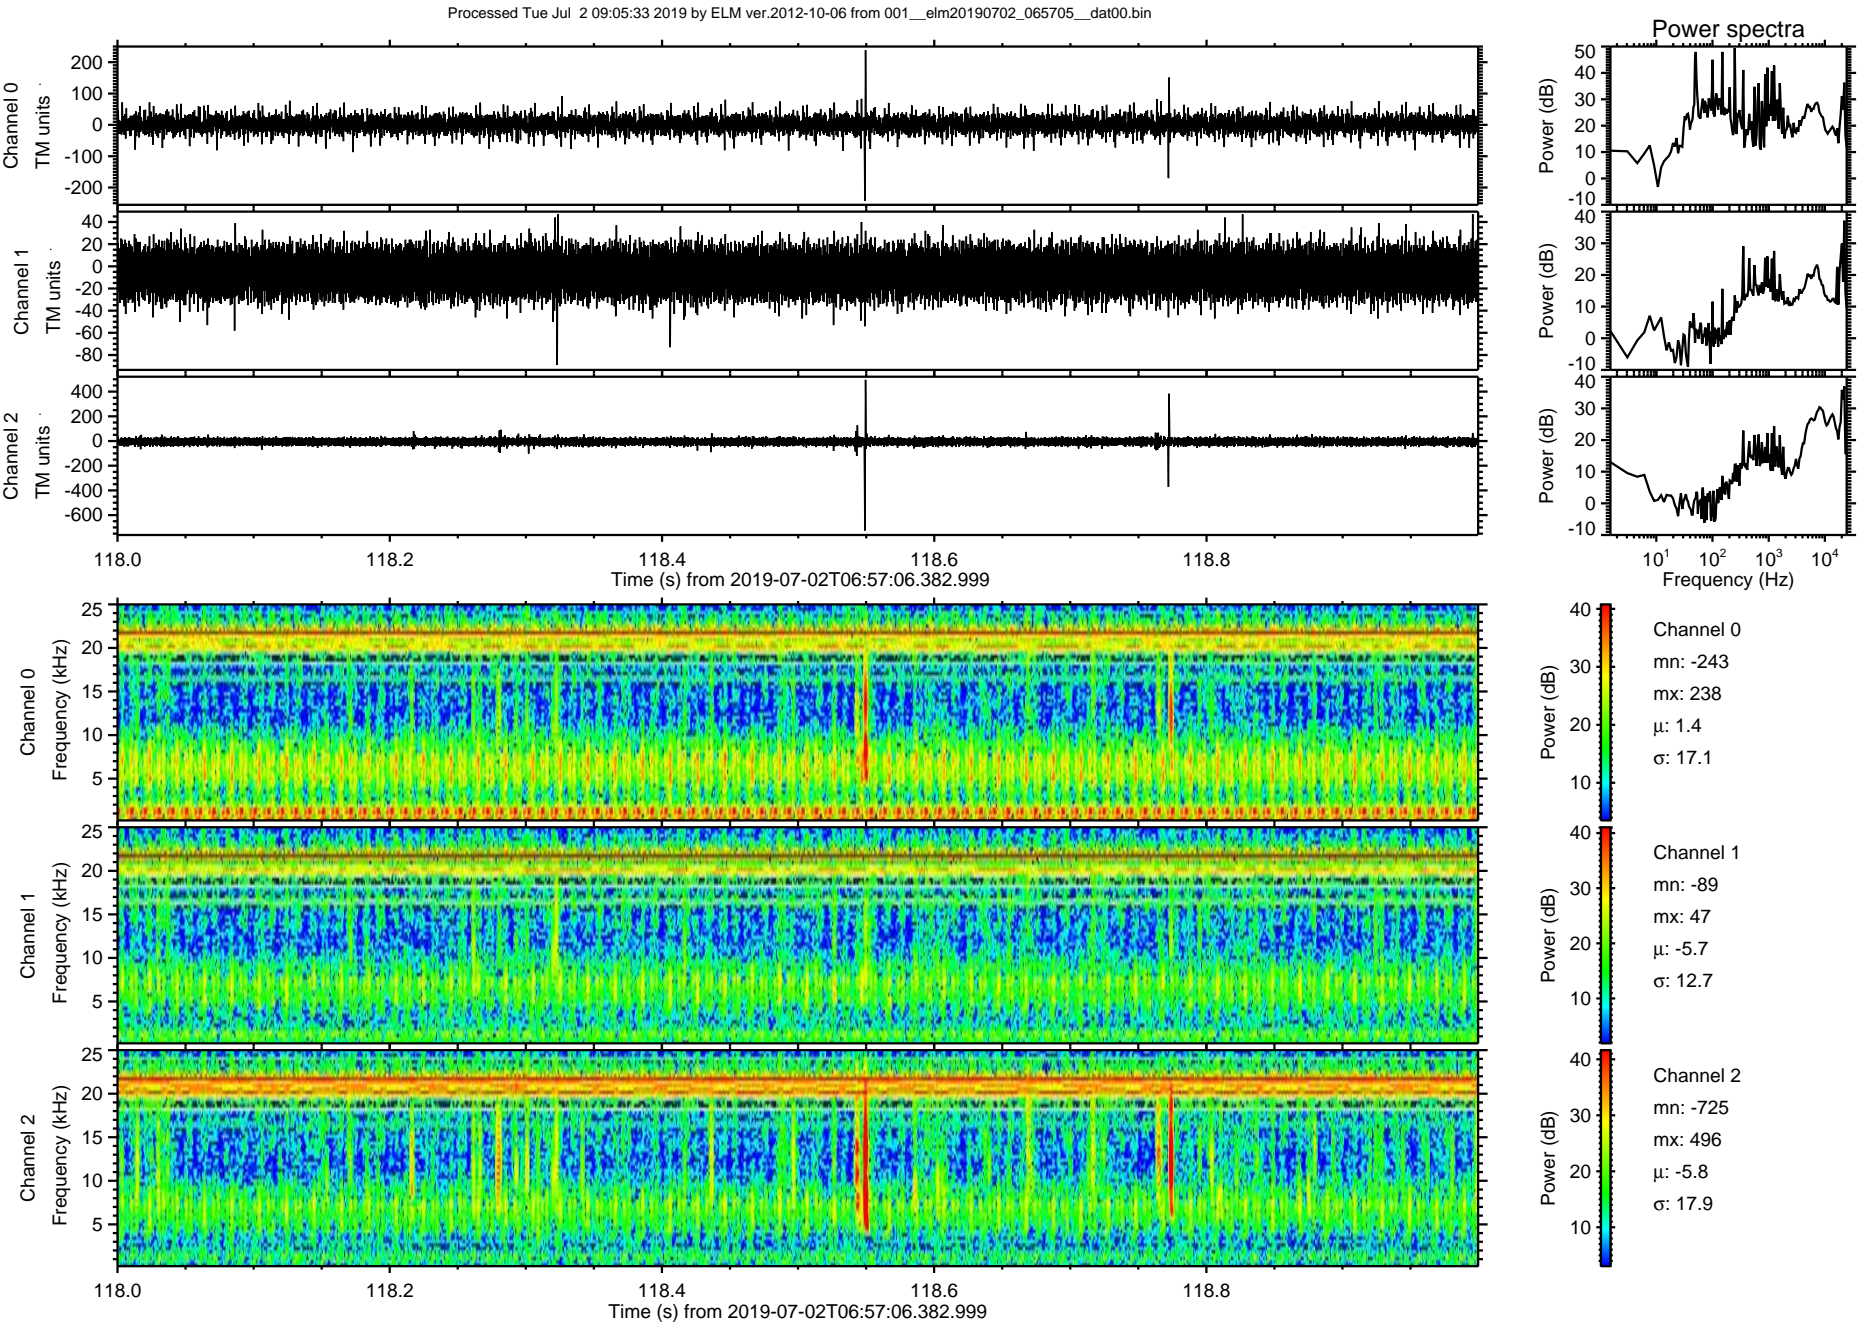 Processed Tue Jul  2 09:05:33 2019 by ELM ver.2012-10-06 from 001__elm20190702_065705__dat00.bin
Power spectra
Channel 0
TM units
200
100
0
-100
-200
Power (dB)
50
40
30
20
10
0
-10
Channel 1
TM units
40
20
0
-20
-40
-60
-80
Power (dB)
40
30
20
10
0
-10
Channel 2
TM units
400
200
0
-200
-400
-600
Power (dB)
40
30
20
10
0
-10
118.0 118.2 118.4 118.6 118.8
Time (s) from 2019-07-02T06:57:06.382.999
10¹ 10² 10³ 10⁴
Frequency (Hz)
Channel 0
Frequency (kHz)
25
20
15
10
5
Power (dB)
40
30
20
10
Channel 0
mn: -243
mx: 238
μ: 1.4
σ: 17.1
Channel 1
Frequency (kHz)
25
20
15
10
5
Power (dB)
40
30
20
10
Channel 1
mn: -89
mx: 47
μ: -5.7
σ: 12.7
Channel 2
Frequency (kHz)
25
20
15
10
5
Power (dB)
40
30
20
10
Channel 2
mn: -725
mx: 496
μ: -5.8
σ: 17.9
118.0 118.2 118.4 118.6 118.8
Time (s) from 2019-07-02T06:57:06.382.999